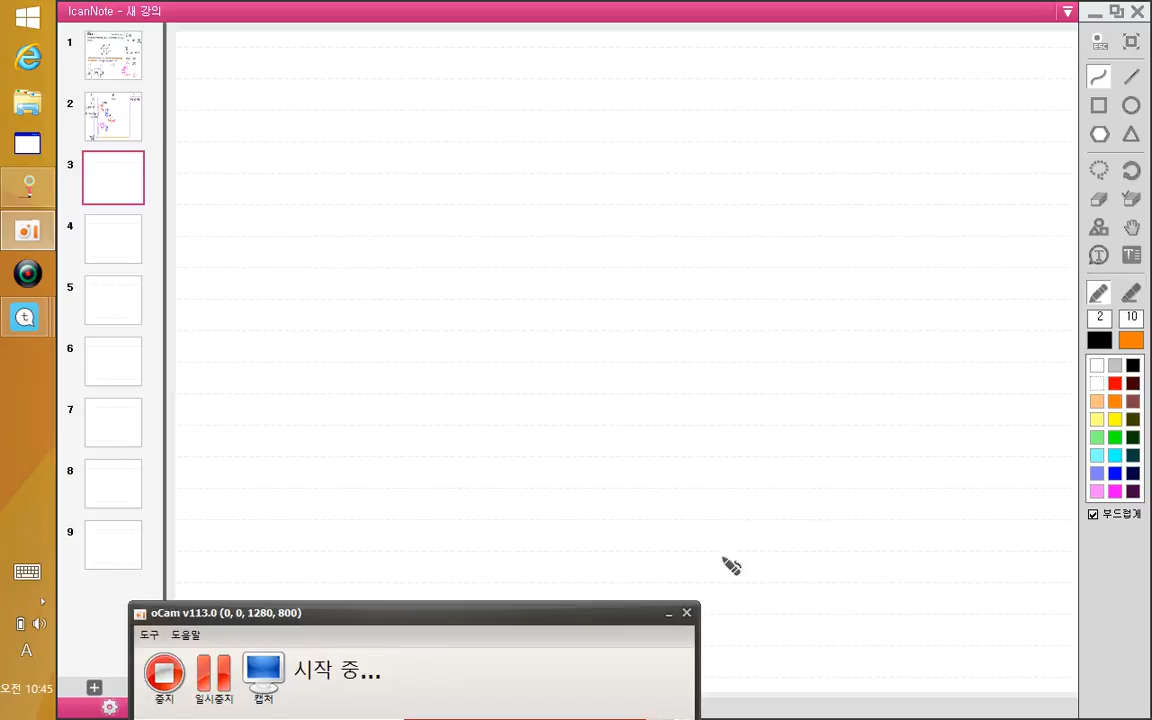 IcanNote - 새 강의
1
2
3
4
5
6
7
8
9
ESC
T
T
2
10
부드럽게
t
A
오전 10:45
oCam v113.0 (0, 0, 1280, 800)
도구 도움말
시작 중...
중지 일시중지 캡처